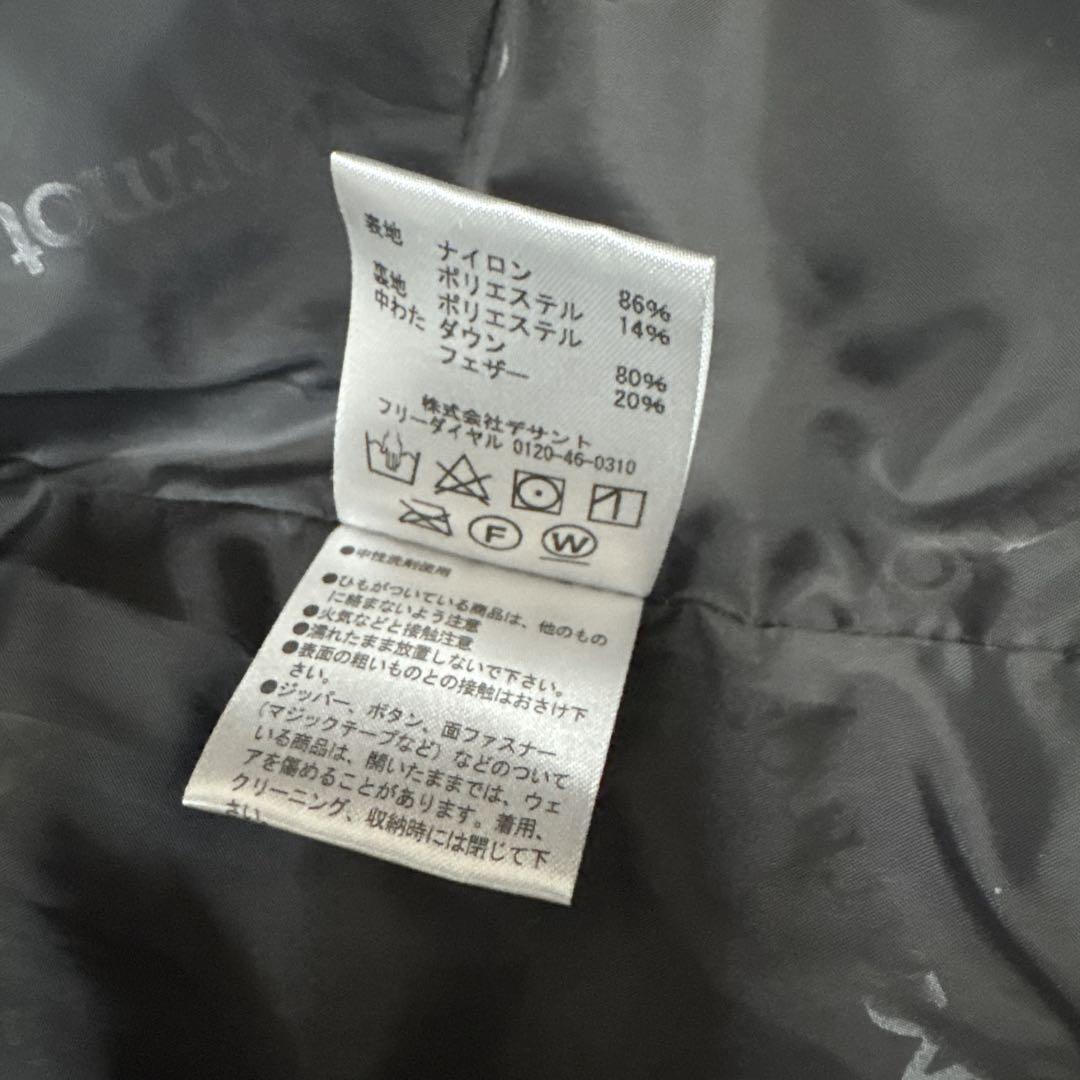 rmot
表地 ナイロン 86%
ポリエステル 14%
裏地 ポリエステル
中わた ダウン 80%
フェザー 20%
株式会社デサント
フリーダイヤル 0120-46-0310
F W
●中性洗剤使用
●ひもがついている商品は、他のもの
に絡まないよう注意
●火気などと接触注意
●濡れたまま放置しないで下さい。
●表面の粗いものとの接触はおさけ下
さい。
●ジッパー、ボタン、面ファスナー
(マジックテープなど)などのついて
いる商品は、開いたままでは、ウェ
アを傷めることがあります。着用、
クリーニング、収納時には閉じて下
さい。